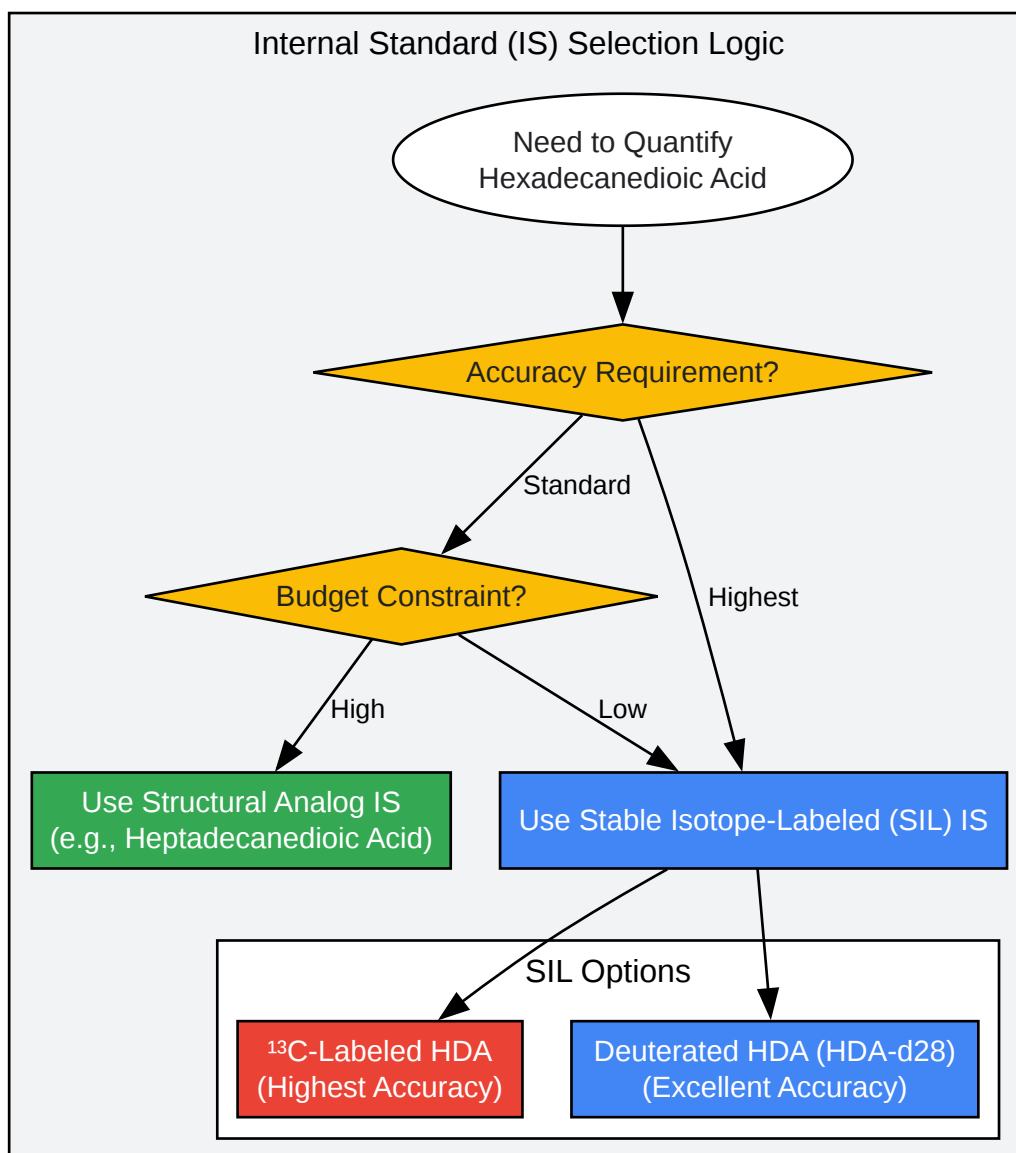 Internal Standard (IS) Selection Logic
Need to Quantify
Hexadecanedioic Acid
Accuracy Requirement?
Standard
Budget Constraint?
Highest
High
Low
Use Structural Analog IS
(e.g., Heptadecanedioic Acid)
Use Stable Isotope-Labeled (SIL) IS
SIL Options
¹³C-Labeled HDA
(Highest Accuracy)
Deuterated HDA (HDA-d28)
(Excellent Accuracy)